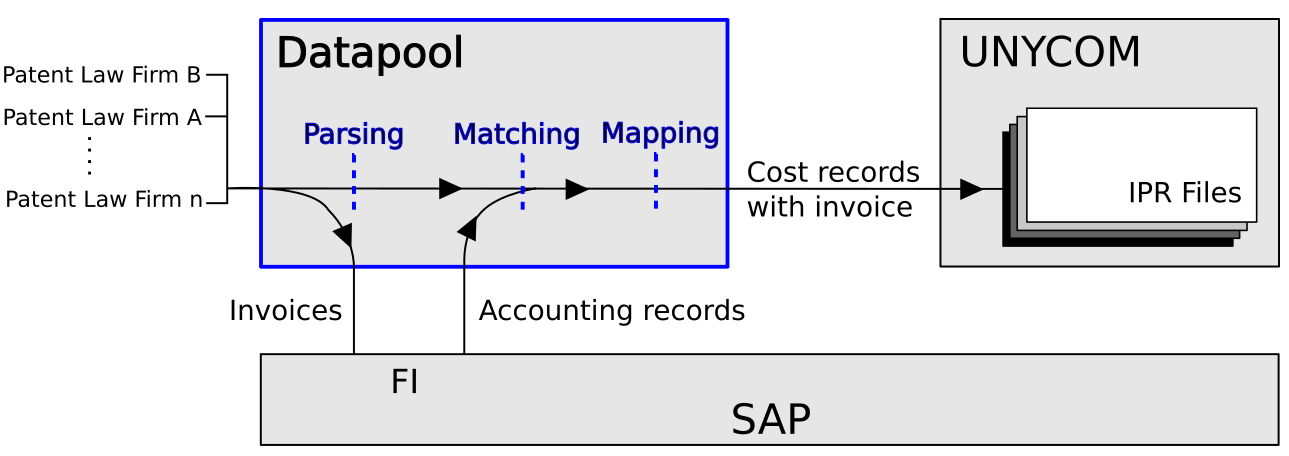 Datapool
UNYCOM
Patent Law Firm B
Patent Law Firm A
Patent Law Firm n
Parsing
Matching
Mapping
Cost records
with invoice
IPR Files
Invoices
Accounting records
FI
SAP